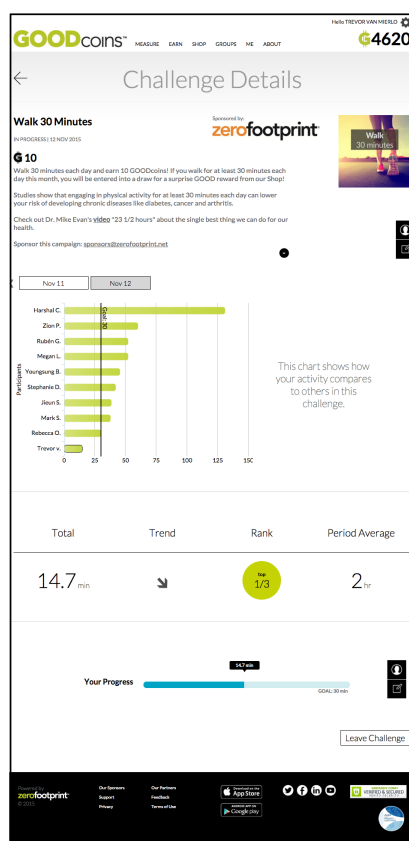 Hello TREVOR VAN MIERLO
GOODcoins™ MEASURE EARN SHOP GROUPS ME ABOUT
4620
Challenge Details
Walk 30 Minutes
IN PROGRESS | 12 NOV 2015
Sponsored by:
zerofootprint
Walk
30 minutes
G 10
Walk 30 minutes each day and earn 10 GOODcoins! If you walk for at least 30 minutes each
day this month, you will be entered into a draw for a surprise GOOD reward from our Shop!
Studies show that engaging in physical activity for at least 30 minutes each day can lower
your risk of developing chronic diseases like diabetes, cancer and arthritis.
Check out Dr. Mike Evan's video "23 1/2 hours" about the single best thing we can do for our
health.
Sponsor this campaign: sponsors@zerofootprint.net
Nov 11 Nov 12
Participants
Harshal C.
Zion P.
Rubén G.
Megan L.
Youngsung B.
Stephanie D.
Jieun S.
Mark S.
Rebecca O.
Trevor v.
Goal: 30
0 25 50 75 100 125 150
This chart shows how
your activity compares
to others in this
challenge.
Total Trend Rank Period Average
14.7 min
top
1/3
2 hr
14.7 min
Your Progress
GOAL: 30 min
Leave Challenge
Powered by
zerofootprint
© 2015
Our Sponsors
Support
Privacy
Our Partners
Feedback
Terms of Use
Download on the
App Store
ANDROID APP ON
Google play
VERIFIED & SECURED